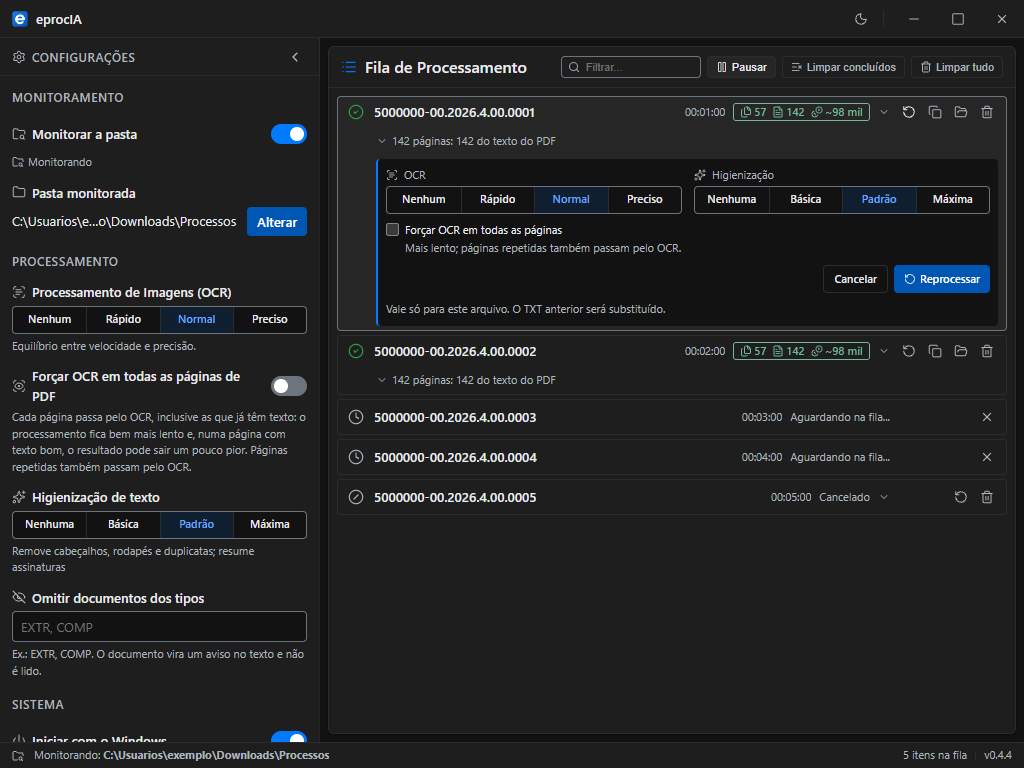 eprocIA
CONFIGURAÇÕES
MONITORAMENTO
Monitorar a pasta
Monitorando
Pasta monitorada
C:\Usuarios\e...o\Downloads\Processos
Alterar
PROCESSAMENTO
Processamento de Imagens (OCR)
Nenhum Rápido Normal Preciso
Equilíbrio entre velocidade e precisão.
Forçar OCR em todas as páginas de
PDF
Cada página passa pelo OCR, inclusive as que já têm texto: o
processamento fica bem mais lento e, numa página com
texto bom, o resultado pode sair um pouco pior. Páginas
repetidas também passam pelo OCR.
Higienização de texto
Nenhuma Básica Padrão Máxima
Remove cabeçalhos, rodapés e duplicatas; resume
assinaturas
Omitir documentos dos tipos
EXTR, COMP
Ex.: EXTR, COMP. O documento vira um aviso no texto e não
é lido.
SISTEMA
Iniciar com o Windows
Fila de Processamento
Filtrar...
Pausar
Limpar concluídos
Limpar tudo
5000000-00.2026.4.00.0001 00:01:00 57 142 ~98 mil
142 páginas: 142 do texto do PDF
OCR
Nenhum Rápido Normal Preciso
Higienização
Nenhuma Básica Padrão Máxima
Forçar OCR em todas as páginas
Mais lento; páginas repetidas também passam pelo OCR.
Cancelar Reprocessar
Vale só para este arquivo. O TXT anterior será substituído.
5000000-00.2026.4.00.0002 00:02:00 57 142 ~98 mil
142 páginas: 142 do texto do PDF
5000000-00.2026.4.00.0003 00:03:00 Aguardando na fila...
5000000-00.2026.4.00.0004 00:04:00 Aguardando na fila...
5000000-00.2026.4.00.0005 00:05:00 Cancelado
Monitorando: C:\Usuarios\exemplo\Downloads\Processos
5 itens na fila v0.4.4